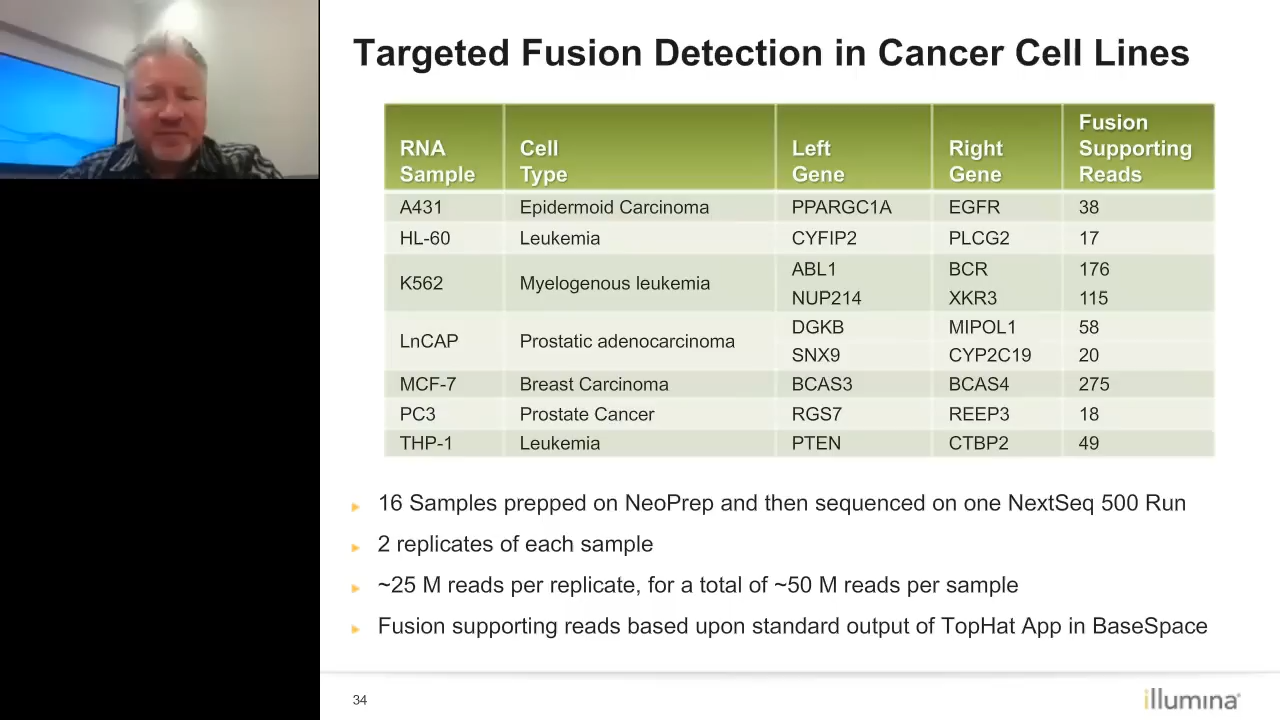 Targeted Fusion Detection in Cancer Cell Lines
RNA Sample Cell Type Left Gene Right Gene Fusion Supporting Reads
A431 Epidermoid Carcinoma PPARGC1A EGFR 38
HL-60 Leukemia CYFIP2 PLCG2 17
K562 Myelogenous leukemia ABL1 BCR 176
NUP214 XKR3 115
LnCAP Prostatic adenocarcinoma DGKB MIPOL1 58
SNX9 CYP2C19 20
MCF-7 Breast Carcinoma BCAS3 BCAS4 275
PC3 Prostate Cancer RGS7 REEP3 18
THP-1 Leukemia PTEN CTBP2 49
16 Samples prepped on NeoPrep and then sequenced on one NextSeq 500 Run
2 replicates of each sample
~25 M reads per replicate, for a total of ~50 M reads per sample
Fusion supporting reads based upon standard output of TopHat App in BaseSpace
34
illumina